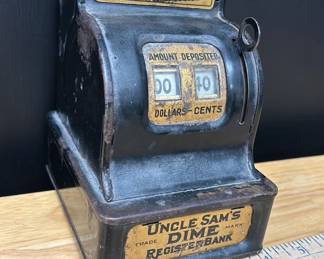 AMOUNT DEPOSITED
00 40
DOLLARS-CENTS
UNCLE SAM'S
TRADE DIME MARK
REGISTER BANK